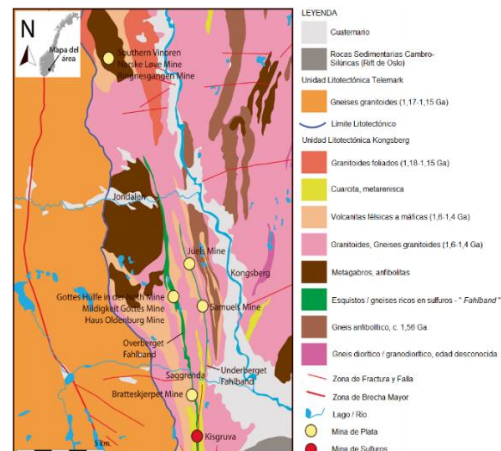 N
Mapa del
área
Southern Vinoren
Norske Løve Mine
Ringnesgangen Mine
Jondalen
Juels Mine
Kongsberg
Gottes Hülfe in der Noth Mine
Mildigkeit Gottes Mine
Haus Oldenburg Mine
Samuels Mine
Overberget
Fahlband
Underberget
Fahlband
Saggrenda
Bratteskjerpet Mine
Kisgruva
5 km.
LEYENDA
Cuaternario
Rocas Sedimentarias Cambro-
Silúricas (Rift de Oslo)
Unidad Litotectónica Telemark
Gneises granitoides (1,17-1,15 Ga)
Límite Litotectónico
Unidad Litotectónica Kongsberg
Granitoides foliados (1,18-1,15 Ga)
Cuarcita, metarenisca
Volcanitas félsicas a máficas (1,6-1,4 Ga)
Granitoides, Gneises granitoides (1,6-1,4 Ga)
Metagabros, anfibolitas
Esquistos / gneises ricos en sulfuros - " Fahlband "
Gneis anfibolítico, c. 1,56 Ga
Gneis diorítico / granodiorítico, edad desconocida
Zona de Fractura y Falla
Zona de Brecha Mayor
Lago / Río
Mina de Plata
Mina de Sulfuros